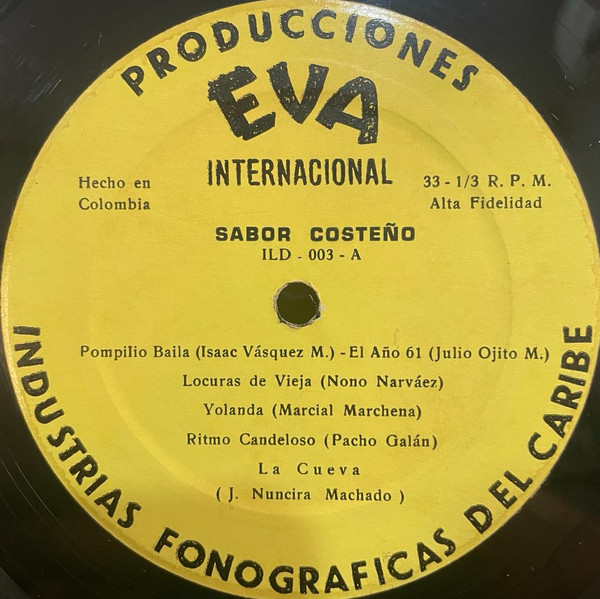 PRODUCCIONES
EVA
INTERNACIONAL
Hecho en
Colombia
33 - 1/3 R. P. M.
Alta Fidelidad
SABOR COSTEÑO
ILD - 003 - A
Pompilio Baila (Isaac Vásquez M.) - El Año 61 (Julio Ojito M.)
Locuras de Vieja (Nono Narváez)
Yolanda (Marcial Marchena)
Ritmo Candeloso (Pacho Galán)
La Cueva
( J. Nuncira Machado )
INDUSTRIAS FONOGRAFICAS DEL CARIBE